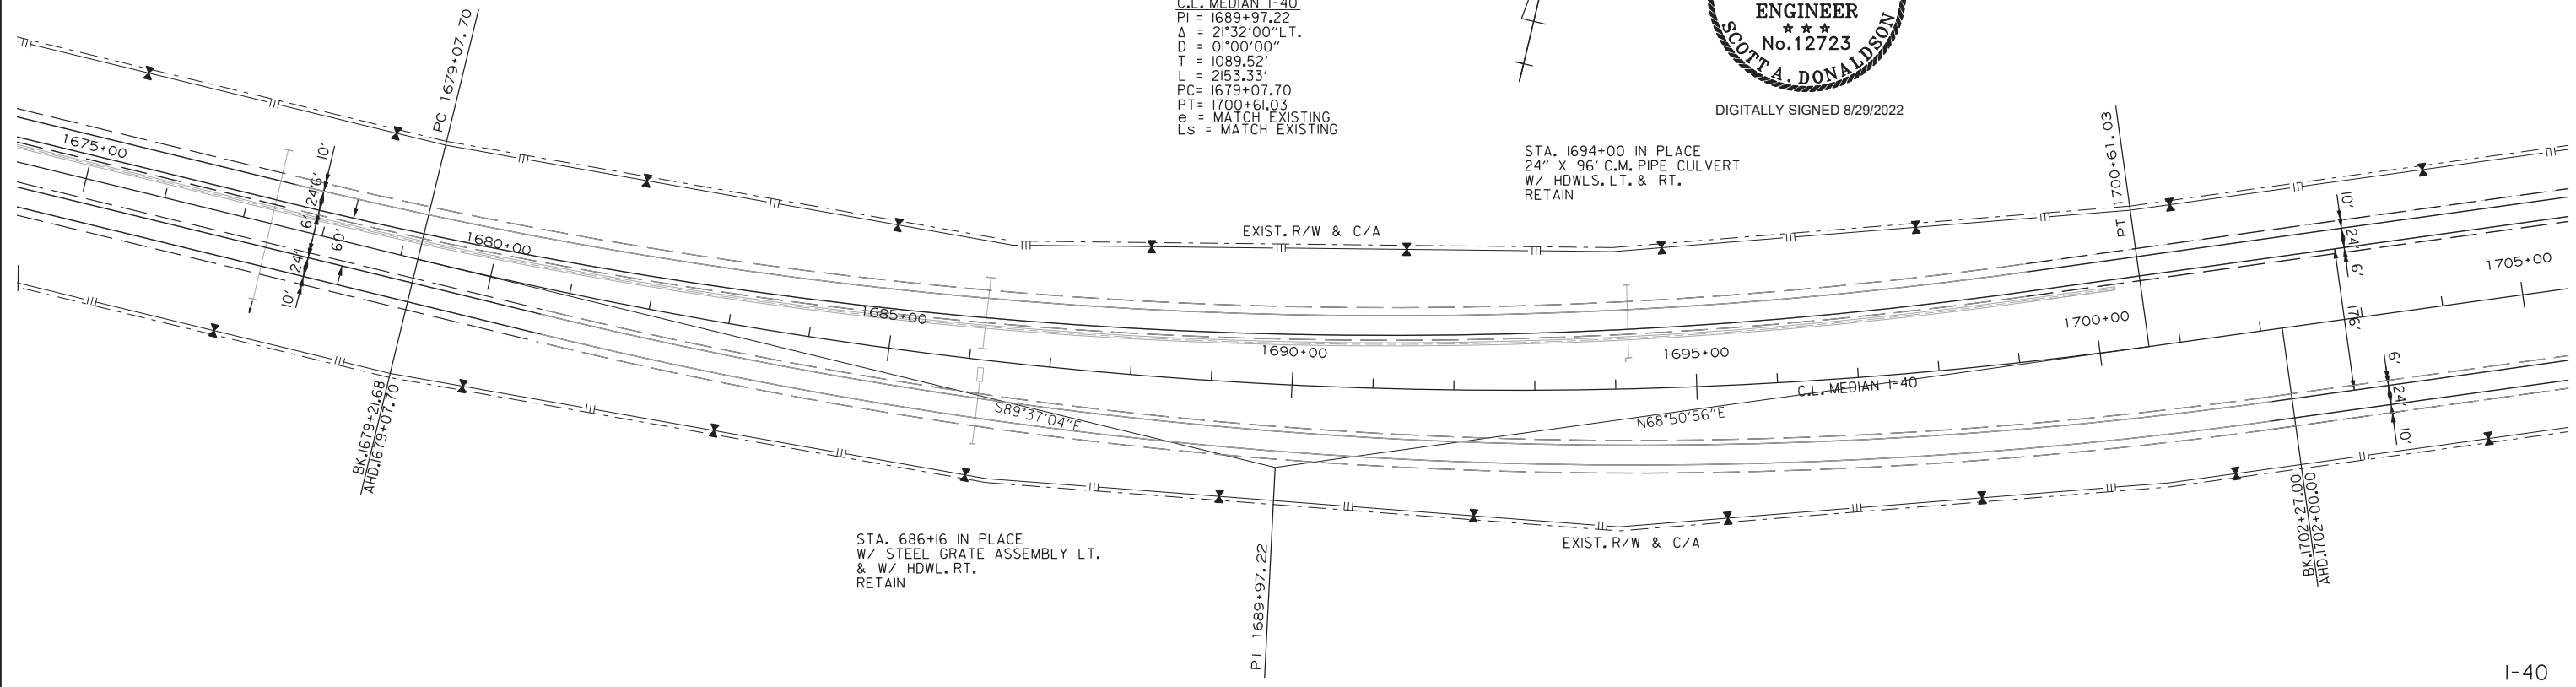 C.L. MEDIAN I-40
PI = 1689+97.22
Δ = 21°32'00"LT.
D = 01°00'00"
T = 1089.52'
L = 2153.33'
PC= 1679+07.70
PT= 1700+61.03
e = MATCH EXISTING
Ls = MATCH EXISTING
ENGINEER
★ ★ ★
No.12723
SCOTT A. DONALDSON
DIGITALLY SIGNED 8/29/2022
STA. 1694+00 IN PLACE
24" X 96' C.M. PIPE CULVERT
W/ HDWLS. LT. & RT.
RETAIN
PC 1679+07.70
PT 1700+61.03
EXIST. R/W & C/A
1675+00
1680+00
1685+00
1690+00
1695+00
1700+00
1705+00
10'
6'
24'
6'
60'
24'
10'
10'
24'
6'
176'
6'
24'
10'
C.L. MEDIAN I-40
S89°37'04"E
N68°50'56"E
BK.1679+21.68
AHD.1679+07.70
BK.1702+27.00
AHD.1702+00.00
EXIST. R/W & C/A
STA. 686+16 IN PLACE
W/ STEEL GRATE ASSEMBLY LT.
& W/ HDWL. RT.
RETAIN
PI 1689+97.22
I-40